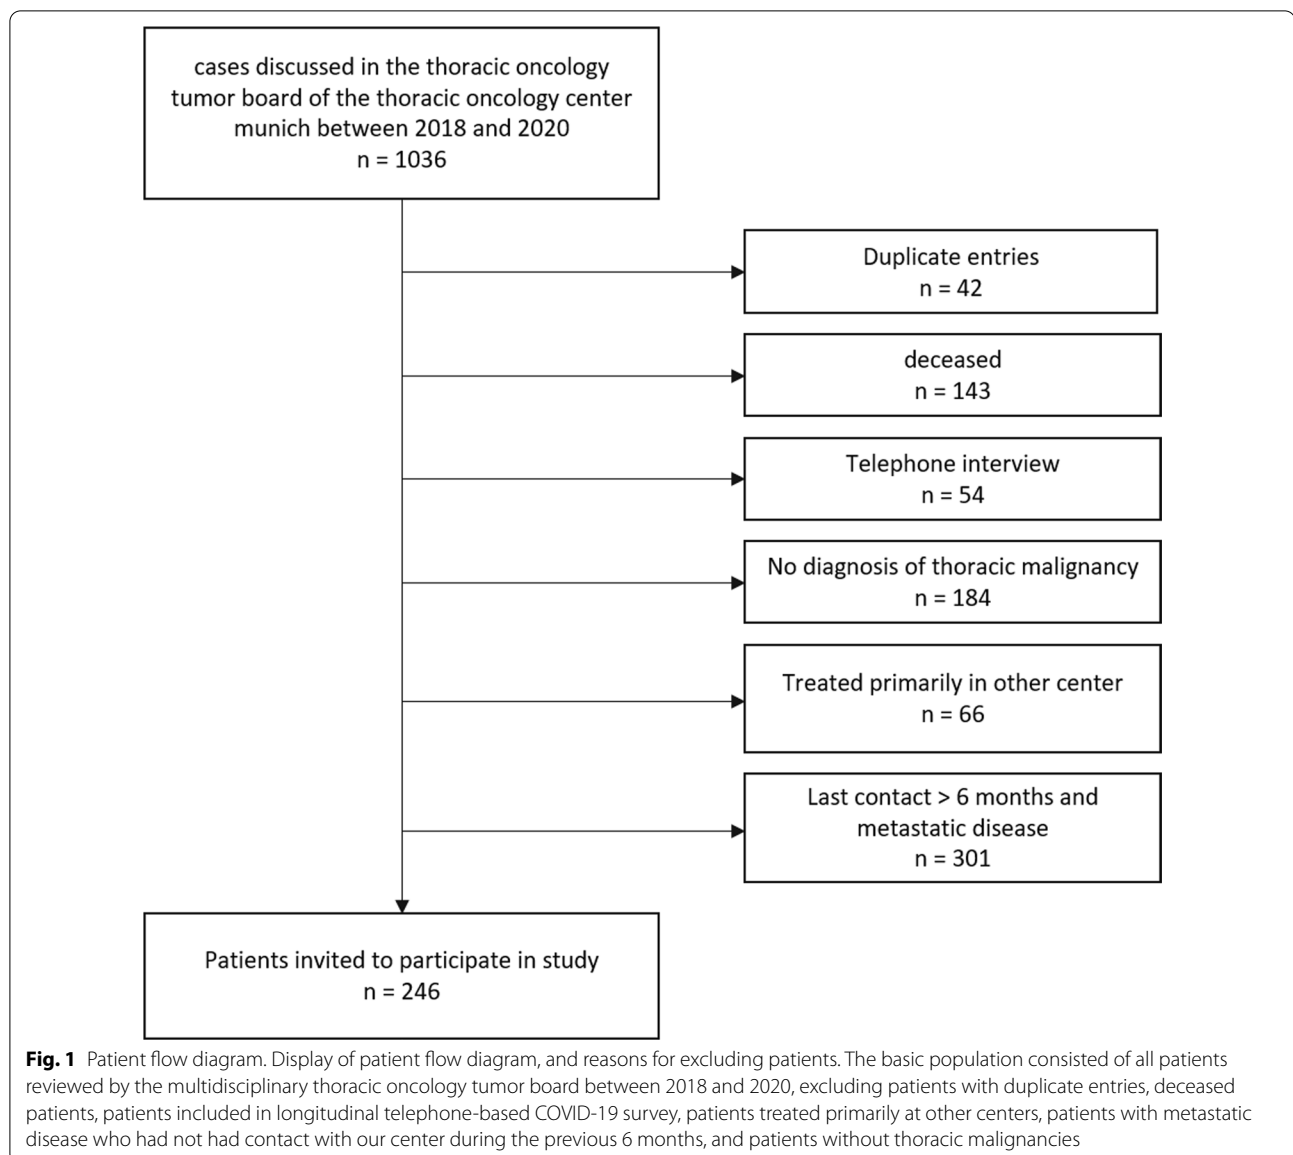 cases discussed in the thoracic oncology
tumor board of the thoracic oncology center
munich between 2018 and 2020
n = 1036
Duplicate entries
n = 42
deceased
n = 143
Telephone interview
n = 54
No diagnosis of thoracic malignancy
n = 184
Treated primarily in other center
n = 66
Last contact > 6 months and
metastatic disease
n = 301
Patients invited to participate in study
n = 246
Fig. 1 Patient flow diagram. Display of patient flow diagram, and reasons for excluding patients. The basic population consisted of all patients
reviewed by the multidisciplinary thoracic oncology tumor board between 2018 and 2020, excluding patients with duplicate entries, deceased
patients, patients included in longitudinal telephone-based COVID-19 survey, patients treated primarily at other centers, patients with metastatic
disease who had not had contact with our center during the previous 6 months, and patients without thoracic malignancies